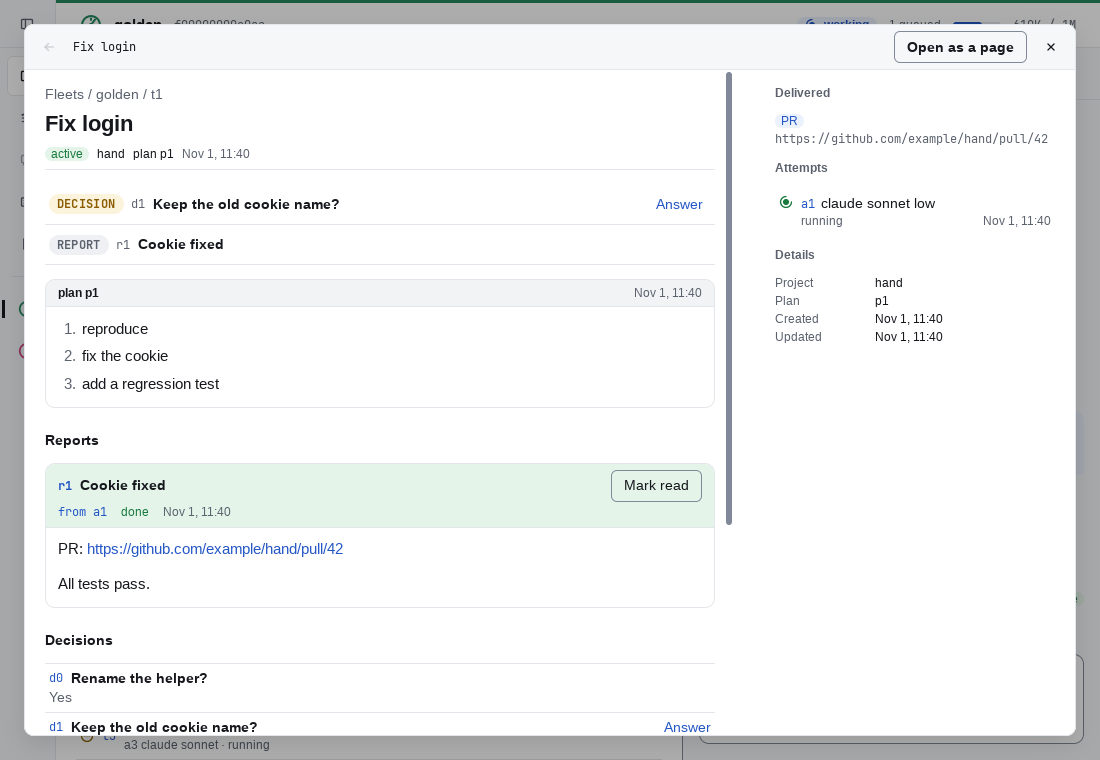 Fix login
Open as a page
Fleets / golden / t1
Fix login
active hand plan p1 Nov 1, 11:40
DECISION d1 Keep the old cookie name? Answer
REPORT r1 Cookie fixed
plan p1 Nov 1, 11:40
1. reproduce
2. fix the cookie
3. add a regression test
Reports
r1 Cookie fixed Mark read
from a1 done Nov 1, 11:40
PR: https://github.com/example/hand/pull/42
All tests pass.
Decisions
d0 Rename the helper?
Yes
d1 Keep the old cookie name? Answer
Delivered
PR
https://github.com/example/hand/pull/42
Attempts
a1 claude sonnet low
running Nov 1, 11:40
Details
Project hand
Plan p1
Created Nov 1, 11:40
Updated Nov 1, 11:40
a3 claude sonnet · running